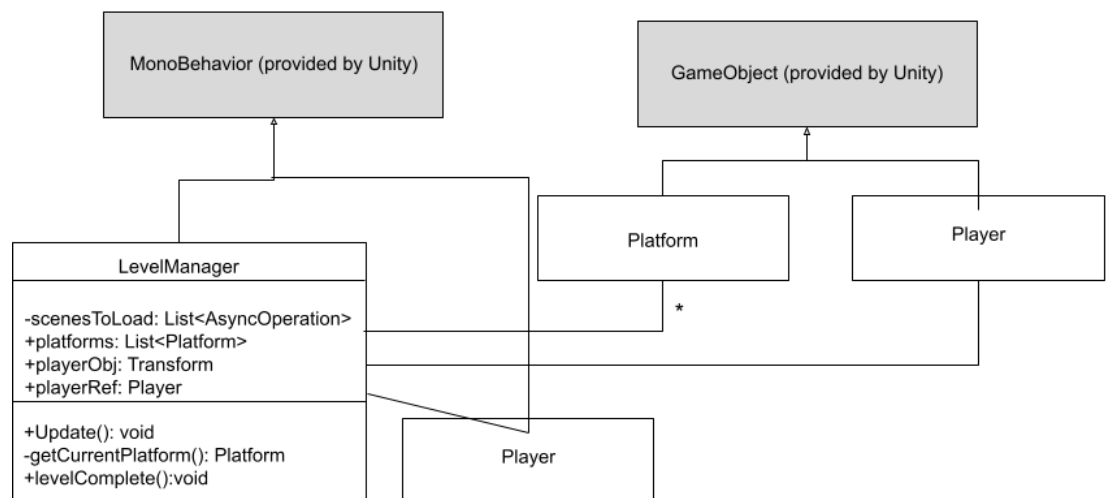 MonoBehavior (provided by Unity)
GameObject (provided by Unity)
Platform
Player
LevelManager
-scenesToLoad: List<AsyncOperation>
+platforms: List<Platform>
+playerObj: Transform
+playerRef: Player
*
+Update(): void
-getCurrentPlatform(): Platform
+levelComplete():void
Player